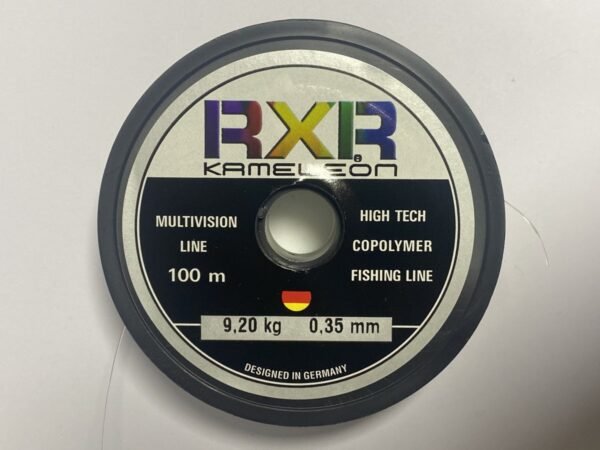 RXR
KAMELEON
MULTIVISION
LINE
100 m
HIGH TECH
COPOLYMER
FISHING LINE
9,20 kg 0,35 mm
DESIGNED IN GERMANY